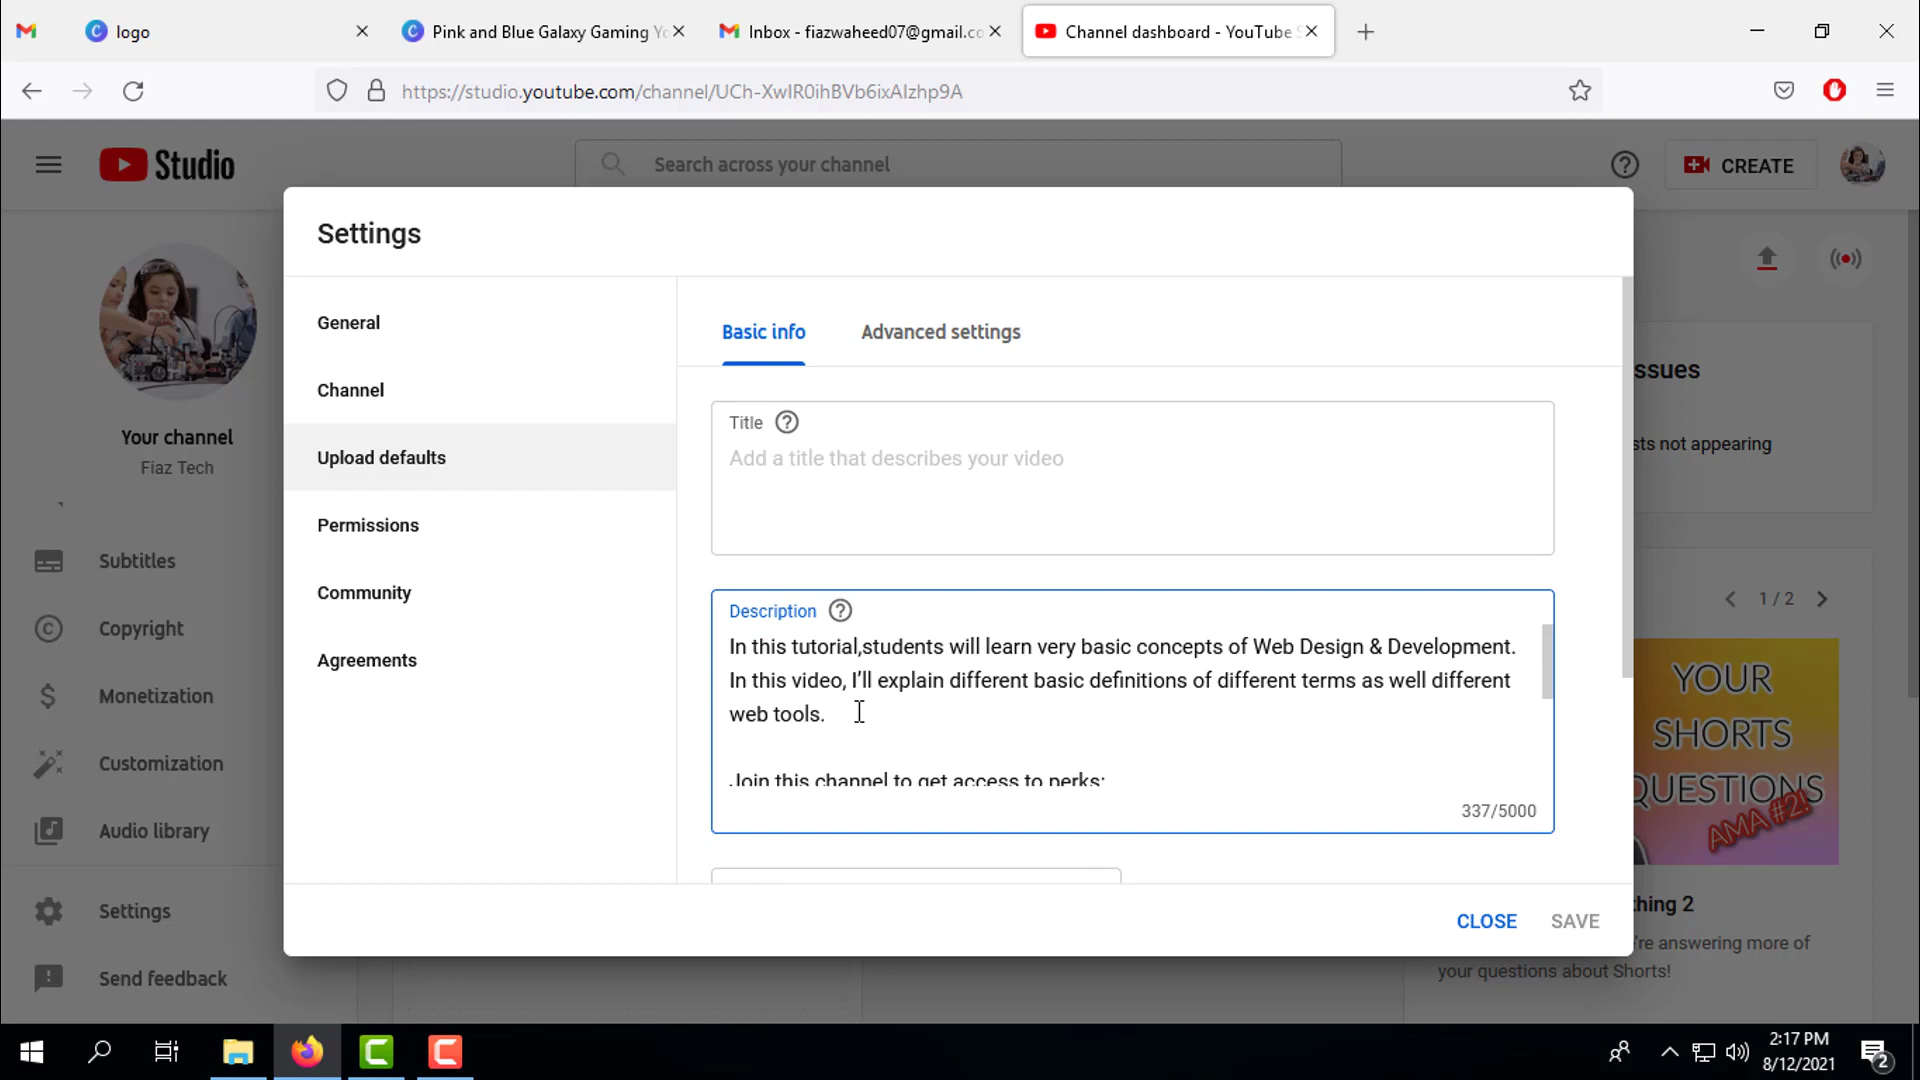 logo
Pink and Blue Galaxy Gaming Yo
Inbox - fiazwaheed07@gmail.co
Channel dashboard - YouTube S
https://studio.youtube.com/channel/UCh-XwIR0ihBVb6ixAIzhp9A
Studio
Search across your channel
CREATE
Settings
General
Channel
Upload defaults
Permissions
Community
Agreements
Basic info
Advanced settings
Title
Add a title that describes your video
Description
In this tutorial,students will learn very basic concepts of Web Design & Development.
In this video, I’ll explain different basic definitions of different terms as well different
web tools.
Join this channel to get access to perks:
337/5000
CLOSE
SAVE
Your channel
Fiaz Tech
Subtitles
Copyright
Monetization
Customization
Audio library
Settings
Send feedback
ssues
sts not appearing
1 / 2
YOUR
SHORTS
QUESTIONS
AMA #2!
hing 2
're answering more of
your questions about Shorts!
2:17 PM
8/12/2021
2